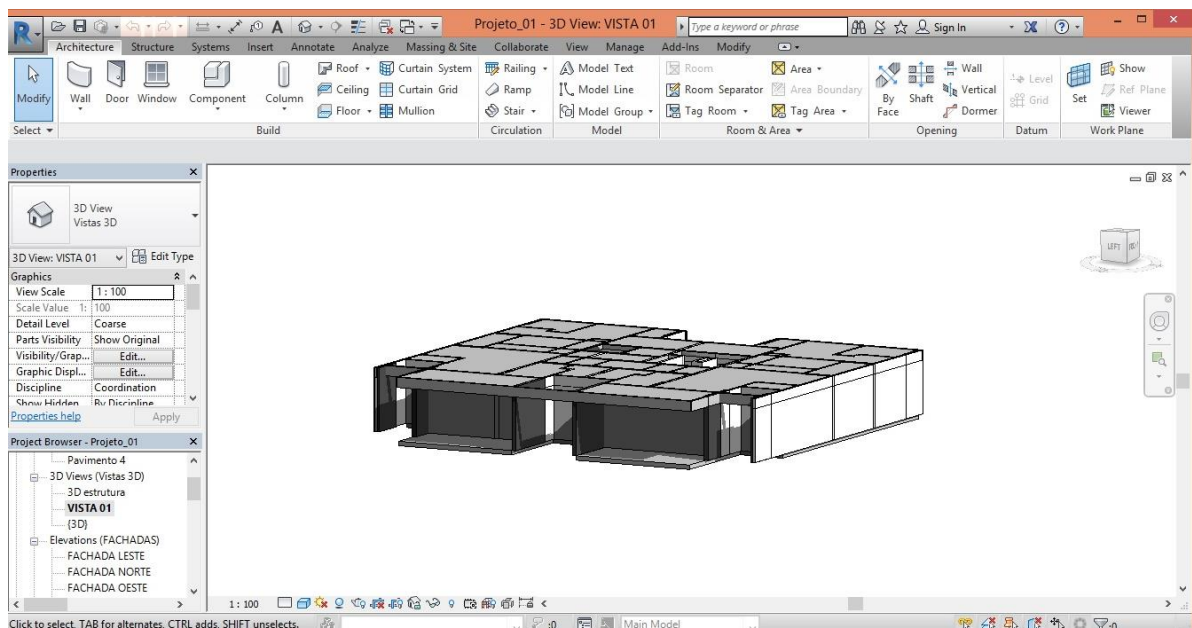 Projeto_01 - 3D View: VISTA 01
Type a keyword or phrase
Sign In
Architecture Structure Systems Insert Annotate Analyze Massing & Site Collaborate View Manage Add-Ins Modify
Modify
Wall
Door
Window
Component
Column
Roof
Ceiling
Floor
Curtain System
Curtain Grid
Mullion
Railing
Ramp
Stair
Model Text
Model Line
Model Group
Room
Room Separator
Tag Room
Area
Area Boundary
Tag Area
By
Face
Shaft
Wall
Vertical
Dormer
Level
Grid
Set
Show
Ref Plane
Viewer
Select
Build
Circulation
Model
Room & Area
Opening
Datum
Work Plane
Properties
3D View
Vistas 3D
3D View: VISTA 01
Edit Type
Graphics
View Scale 1 : 100
Scale Value 1: 100
Detail Level Coarse
Parts Visibility Show Original
Visibility/Grap... Edit...
Graphic Displ... Edit...
Discipline Coordination
Show Hidden By Discipline
Properties help
Apply
Project Browser - Projeto_01
Pavimento 4
3D Views (Vistas 3D)
3D estrutura
VISTA 01
{3D}
Elevations (FACHADAS)
FACHADA LESTE
FACHADA NORTE
FACHADA OESTE
LEFT
1 : 100
Click to select, TAB for alternates, CTRL adds, SHIFT unselects.
:0
Main Model